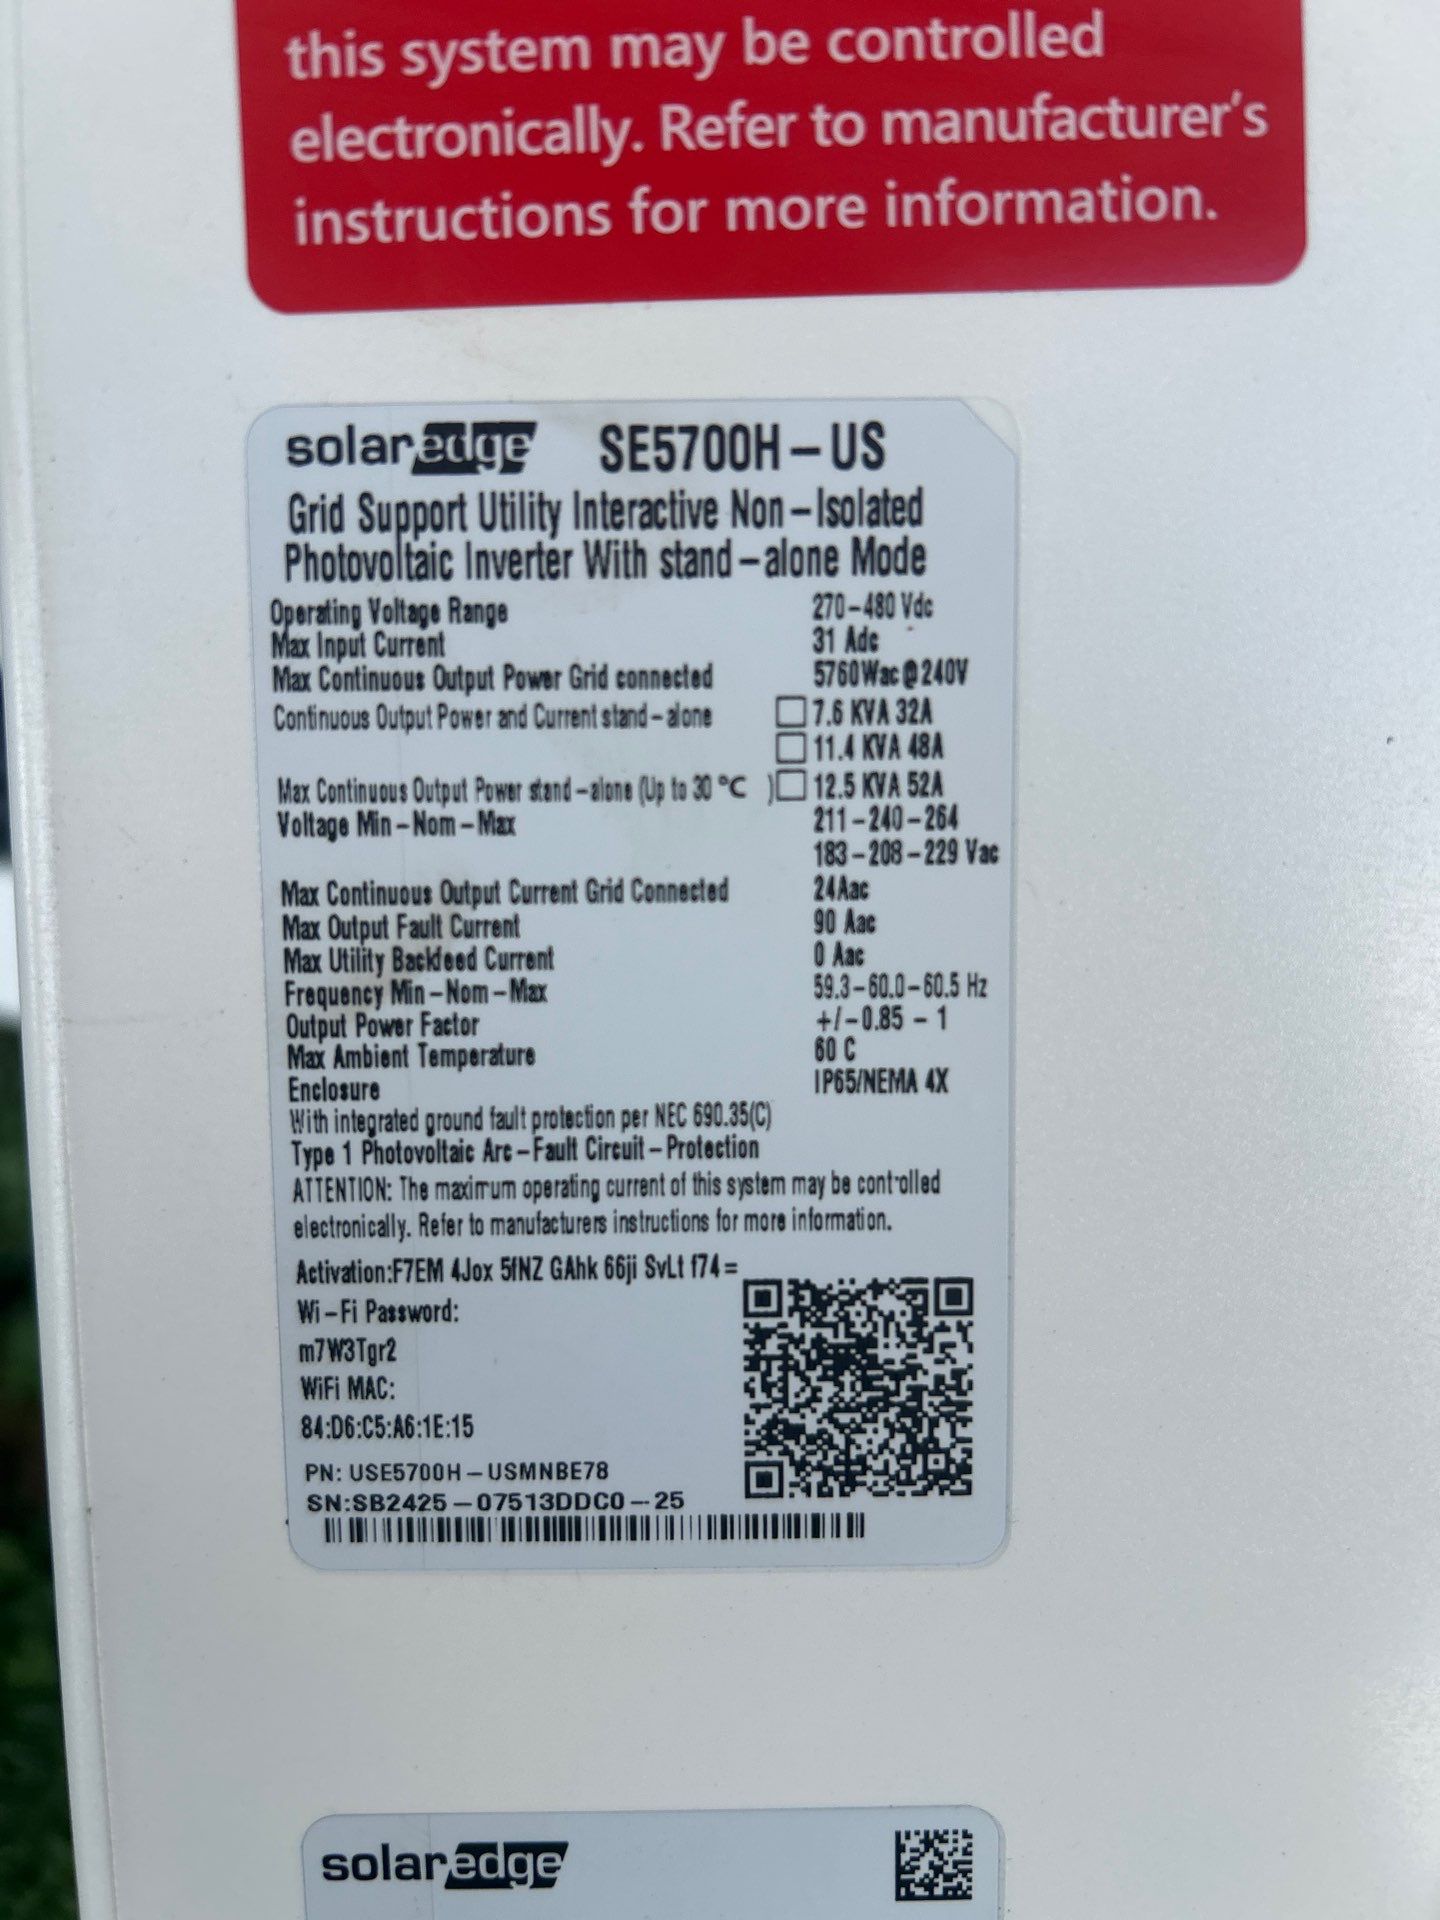 this system may be controlled
electronically. Refer to manufacturer's
instructions for more information.
solaredge SE5700H-US
Grid Support Utility Interactive Non-Isolated
Photovoltaic Inverter With stand-alone Mode
Operating Voltage Range 270-480 Vdc
Max Input Current 31 Adc
Max Continuous Output Power Grid connected 5760Wac@240V
Continuous Output Power and Current stand-alone 7.6 KVA 32A
11.4 KVA 48A
Max Continuous Output Power stand-alone (Up to 30 °C ) 12.5 KVA 52A
Voltage Min-Nom-Max 211-240-264
183-208-229 Vac
Max Continuous Output Current Grid Connected 24Aac
Max Output Fault Current 90 Aac
Max Utility Backfeed Current 0 Aac
Frequency Min-Nom-Max 59.3-60.0-60.5 Hz
Output Power Factor +/-0.85 - 1
Max Ambient Temperature 60 C
Enclosure IP65/NEMA 4X
With integrated ground fault protection per NEC 690.35(C)
Type 1 Photovoltaic Arc-Fault Circuit-Protection
ATTENTION: The maximum operating current of this system may be controlled
electronically. Refer to manufacturers instructions for more information.
Activation:F7EM 4Jox 5fNZ GAhk 66ji SvLt f74=
Wi-Fi Password:
m7W3Tgr2
WiFi MAC:
84:D6:C5:A6:1E:15
PN: USE5700H-USMNBE78
SN:SB2425-07513DDC0-25
solaredge